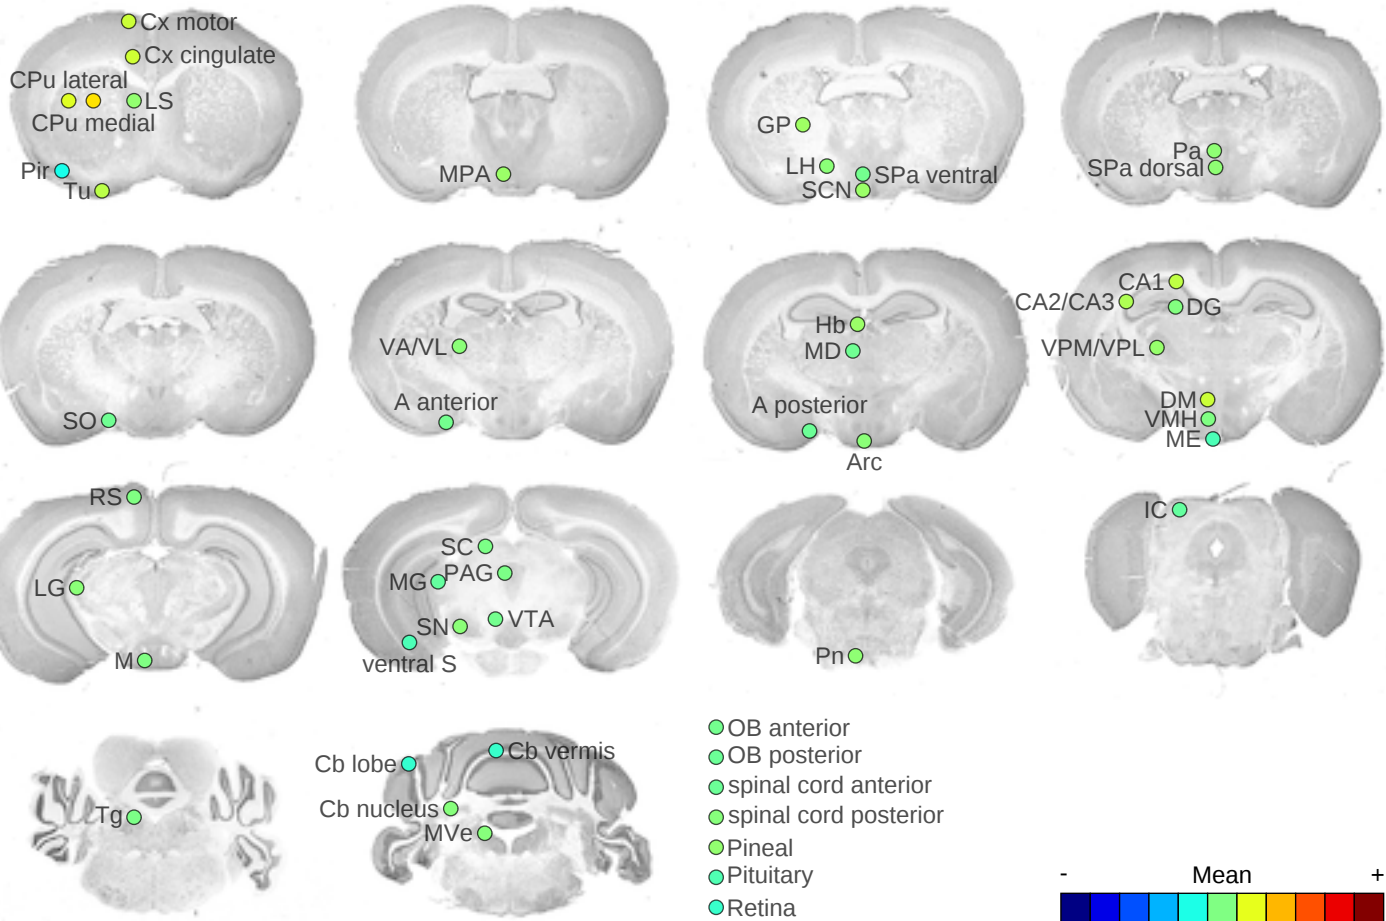 Cx motor
Cx cingulate
CPu lateral
LS
CPu medial
Pir
Tu
MPA
GP
LH
SPa ventral
SCN
Pa
SPa dorsal
SO
VA/VL
A anterior
Hb
MD
A posterior
Arc
CA1
CA2/CA3
DG
VPM/VPL
DM
VMH
ME
RS
LG
M
SC
PAG
MG
VTA
SN
ventral S
Pn
IC
Tg
Cb vermis
Cb lobe
Cb nucleus
MVe
OB anterior
OB posterior
spinal cord anterior
spinal cord posterior
Pineal
Pituitary
Retina
- Mean +